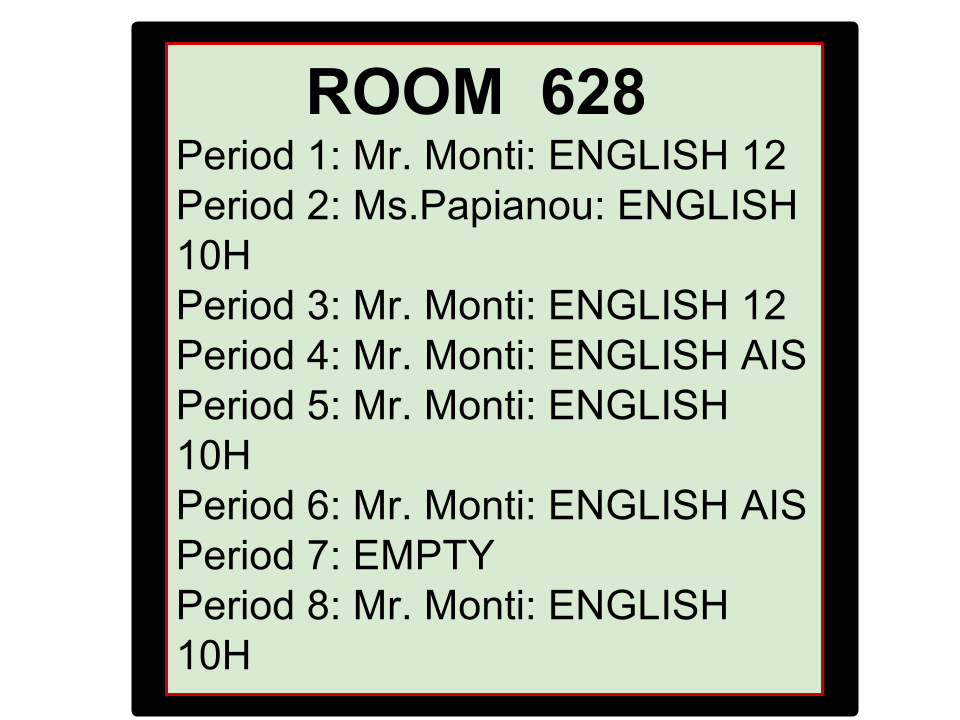 ROOM  628
Period 1: Mr. Monti: ENGLISH 12
Period 2: Ms.Papianou: ENGLISH
10H
Period 3: Mr. Monti: ENGLISH 12
Period 4: Mr. Monti: ENGLISH AIS
Period 5: Mr. Monti: ENGLISH
10H
Period 6: Mr. Monti: ENGLISH AIS
Period 7: EMPTY
Period 8: Mr. Monti: ENGLISH
10H